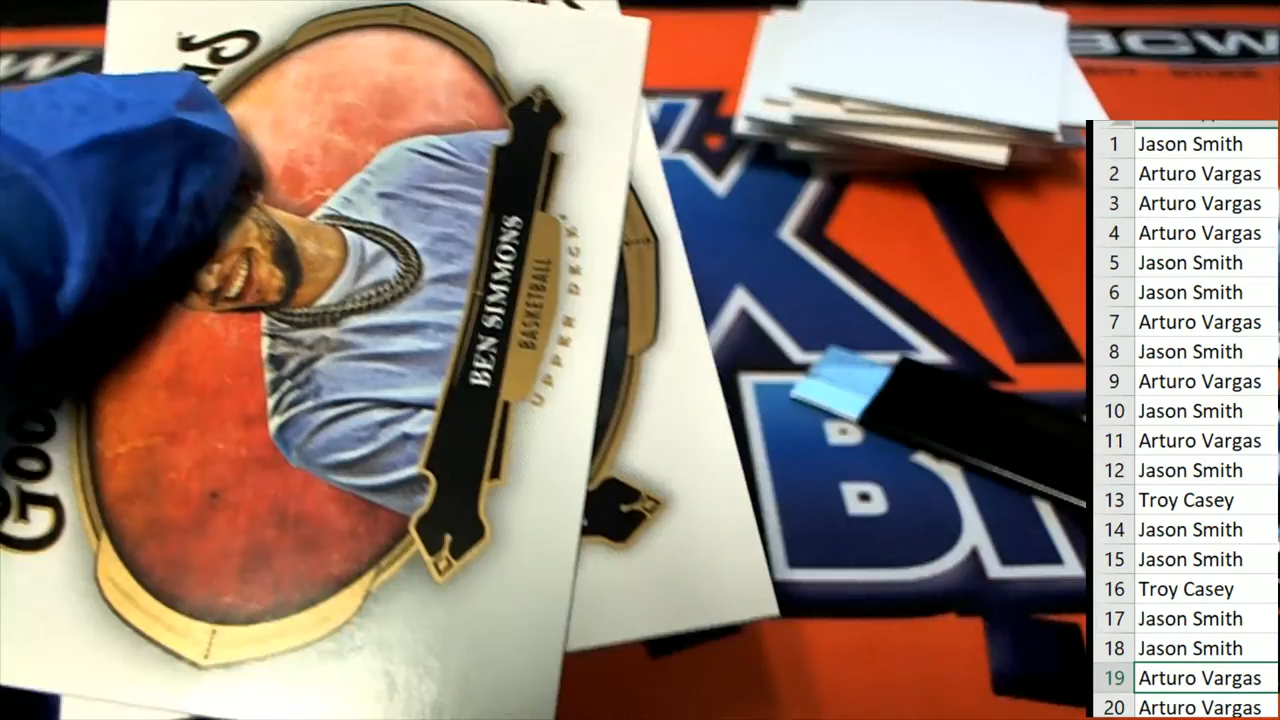 BCW
BEN SIMMONS
BASKETBALL
UPPER DECK
1 Jason Smith
2 Arturo Vargas
3 Arturo Vargas
4 Arturo Vargas
5 Jason Smith
6 Jason Smith
7 Arturo Vargas
8 Jason Smith
9 Arturo Vargas
10 Jason Smith
11 Arturo Vargas
12 Jason Smith
13 Troy Casey
14 Jason Smith
15 Jason Smith
16 Troy Casey
17 Jason Smith
18 Jason Smith
19 Arturo Vargas
20 Arturo Vargas